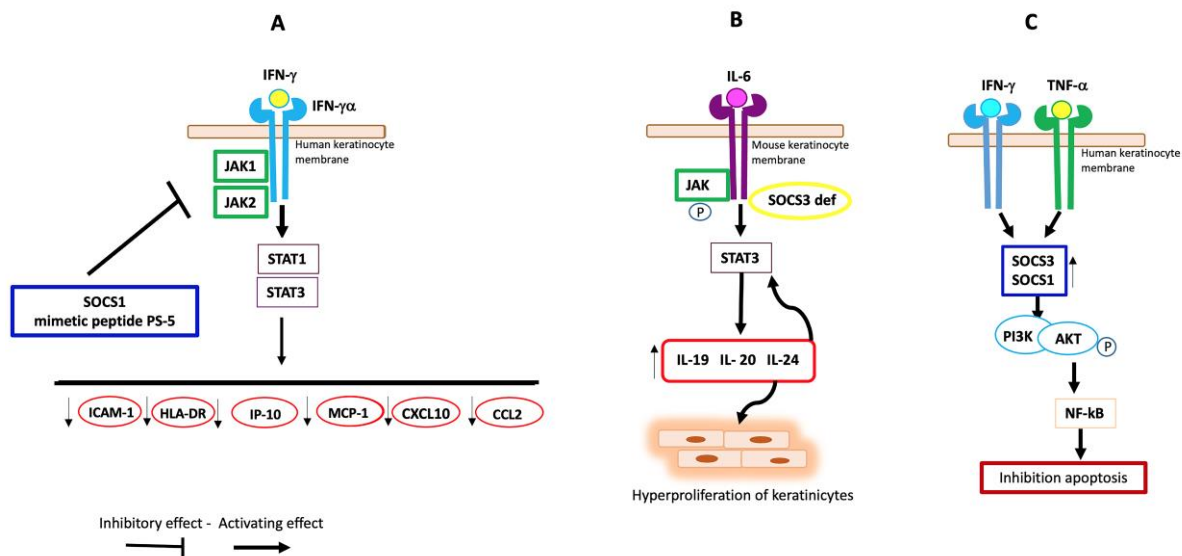 A
IFN-γ
IFN-γα
Human keratinocyte
membrane
JAK1
JAK2
STAT1
STAT3
SOCS1
mimetic peptide PS-5
ICAM-1
HLA-DR
IP-10
MCP-1
CXCL10
CCL2
Inhibitory effect - Activating effect
B
IL-6
Mouse keratinocyte
membrane
JAK
P
SOCS3 def
STAT3
IL-19 IL- 20 IL-24
Hyperproliferation of keratinicytes
C
IFN-γ
TNF-α
Human keratinocyte
membrane
SOCS3
SOCS1
PI3K
AKT
P
NF-kB
Inhibition apoptosis